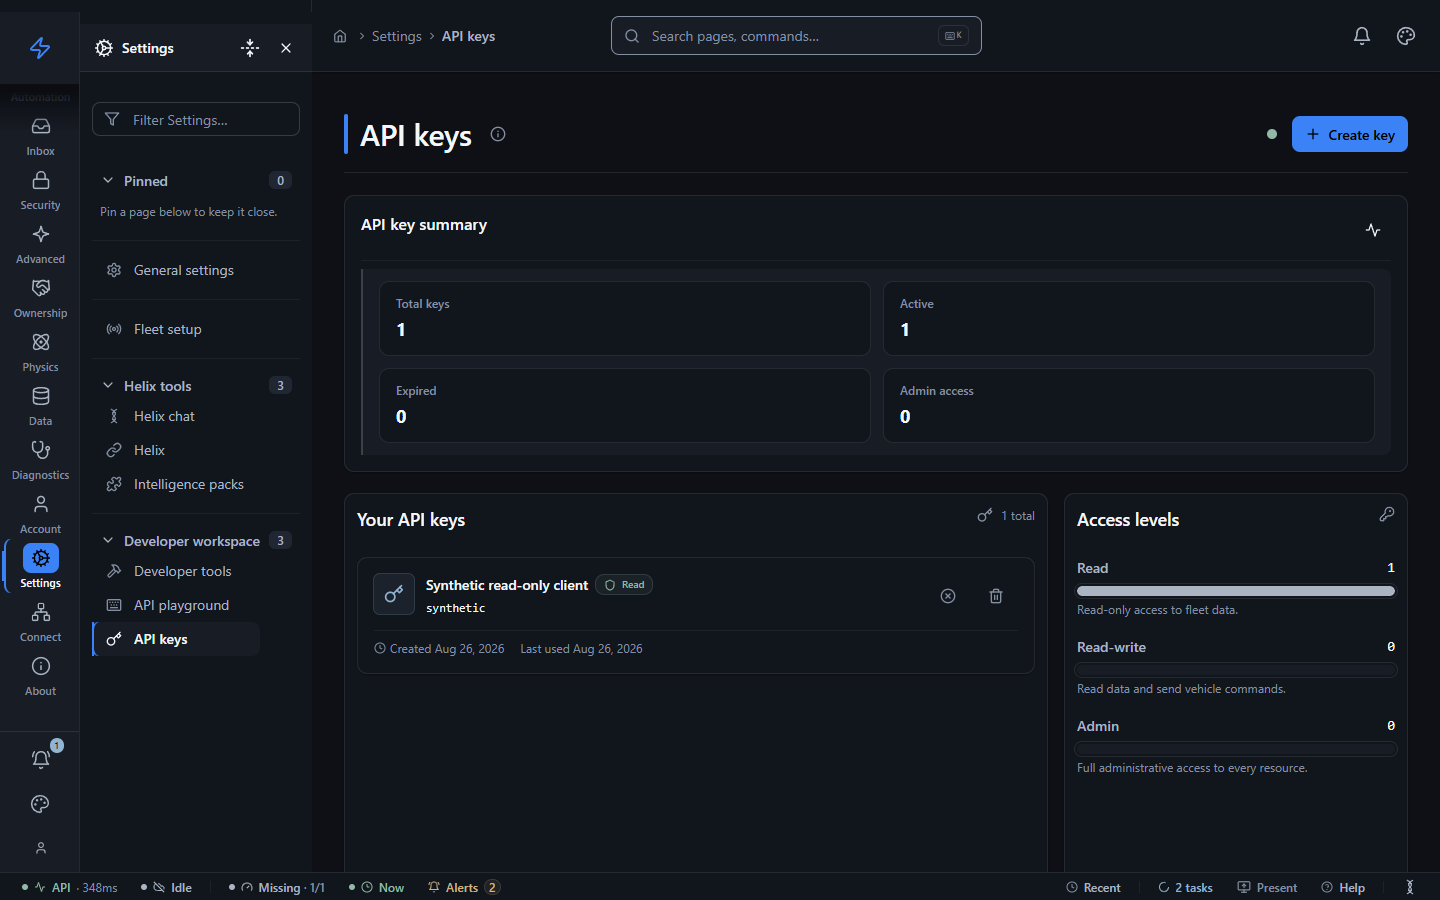 Automation
Inbox
Security
Advanced
Ownership
Physics
Data
Diagnostics
Account
Settings
Connect
About
1
Settings
Filter Settings...
Pinned 0
Pin a page below to keep it close.
General settings
Fleet setup
Helix tools 3
Helix chat
Helix
Intelligence packs
Developer workspace 3
Developer tools
API playground
API keys
Settings API keys
Search pages, commands... K
API keys
Create key
API key summary
Total keys
1
Active
1
Expired
0
Admin access
0
Your API keys 1 total
Synthetic read-only client Read
synthetic
Created Aug 26, 2026 Last used Aug 26, 2026
Access levels
Read 1
Read-only access to fleet data.
Read-write 0
Read data and send vehicle commands.
Admin 0
Full administrative access to every resource.
API · 348ms Idle Missing · 1/1 Now Alerts 2 Recent 2 tasks Present Help